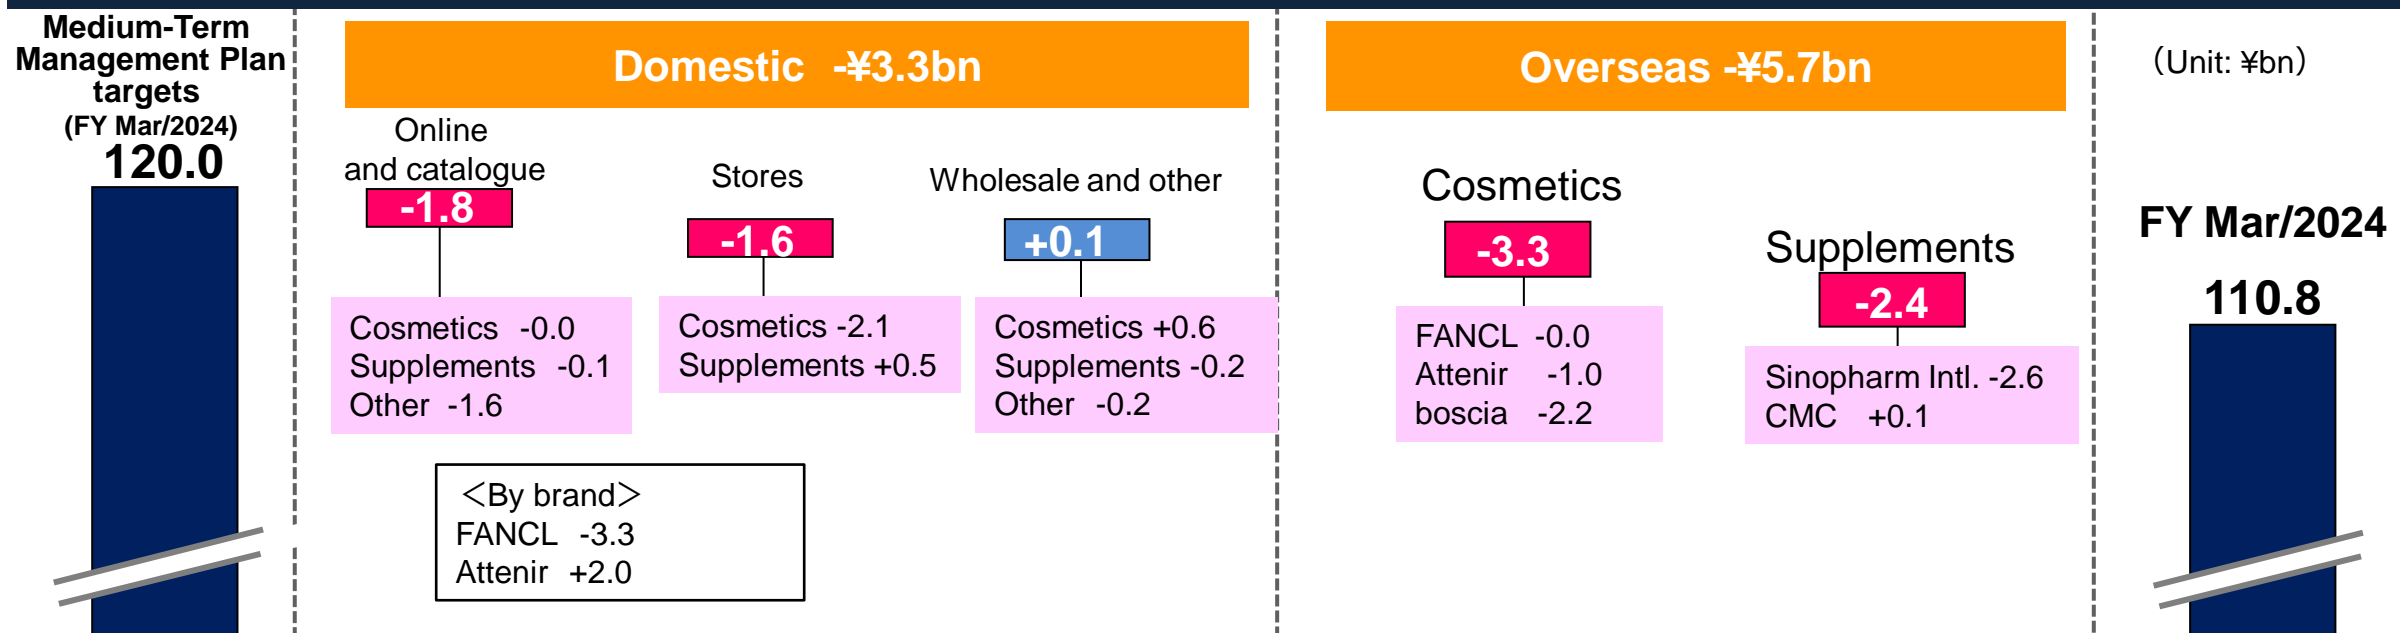 Medium-Term
Management Plan
targets
(FY Mar/2024)
120.0
Domestic -¥3.3bn
Online
and catalogue
-1.8
Cosmetics -0.0
Supplements -0.1
Other -1.6
Stores
-1.6
Cosmetics -2.1
Supplements +0.5
Wholesale and other
+0.1
Cosmetics +0.6
Supplements -0.2
Other -0.2
＜By brand＞
FANCL -3.3
Attenir +2.0
Overseas -¥5.7bn
Cosmetics
-3.3
FANCL -0.0
Attenir -1.0
boscia -2.2
Supplements
-2.4
Sinopharm Intl. -2.6
CMC +0.1
（Unit: ¥bn）
FY Mar/2024
110.8